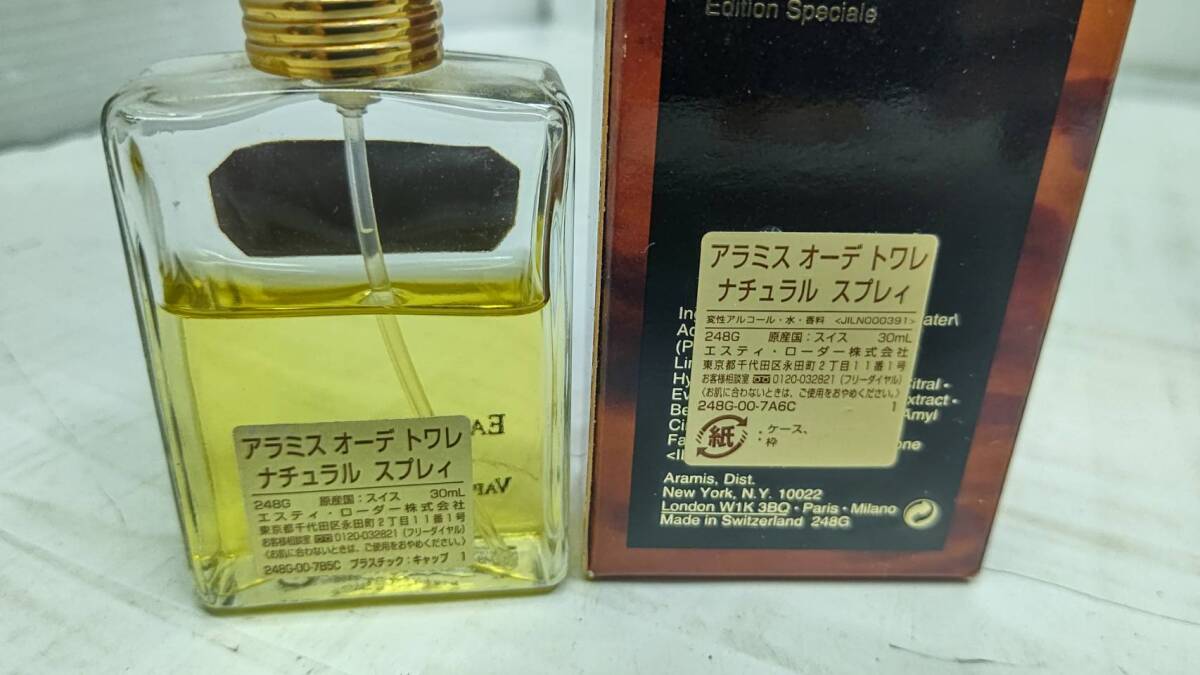 Edition Speciale
アラミス オーデ トワレ
ナチュラル スプレィ
変性アルコール・水・香料 <JILN000391>
248G 原産国：スイス 30mL
エスティ・ローダー株式会社
東京都千代田区永田町2丁目11番1号
お客様相談室 0120-032821 (フリーダイヤル)
〈お肌に合わないときは、ご使用をおやめください。〉
248G-00-7A6C 1
紙 ：ケース、
：枠
ater\
Citral •
Extract •
Amyl
Aramis, Dist.
New York, N.Y. 10022
London W1K 3BQ • Paris • Milano
Made in Switzerland 248G
アラミス オーデ トワレ
ナチュラル スプレィ
248G 原産国：スイス 30mL
エスティ・ローダー株式会社
東京都千代田区永田町2丁目11番1号
お客様相談室 0120-032821 (フリーダイヤル)
〈お肌に合わないときは、ご使用をおやめください。〉
248G-00-7B5C プラスチック：キャップ 1